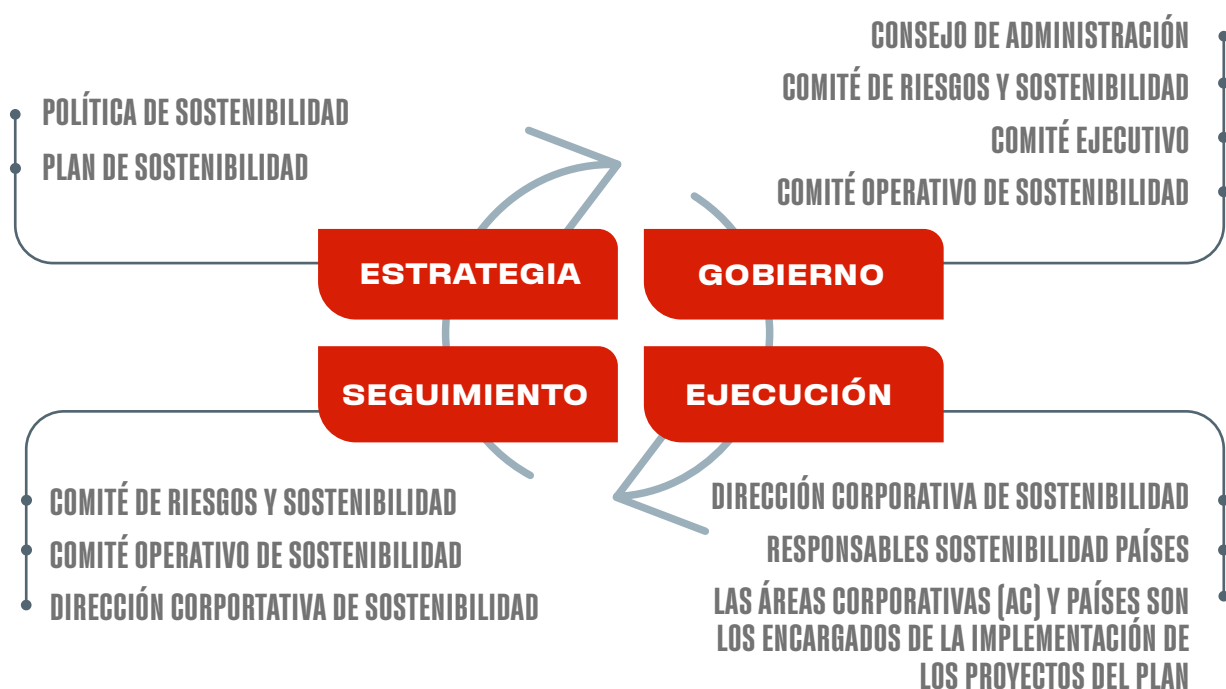 POLÍTICA DE SOSTENIBILIDAD
PLAN DE SOSTENIBILIDAD
CONSEJO DE ADMINISTRACIÓN
COMITÉ DE RIESGOS Y SOSTENIBILIDAD
COMITÉ EJECUTIVO
COMITÉ OPERATIVO DE SOSTENIBILIDAD
ESTRATEGIA
GOBIERNO
SEGUIMIENTO
EJECUCIÓN
COMITÉ DE RIESGOS Y SOSTENIBILIDAD
COMITÉ OPERATIVO DE SOSTENIBILIDAD
DIRECCIÓN CORPORTATIVA DE SOSTENIBILIDAD
DIRECCIÓN CORPORATIVA DE SOSTENIBILIDAD
RESPONSABLES SOSTENIBILIDAD PAÍSES
LAS ÁREAS CORPORATIVAS (AC) Y PAÍSES SON
LOS ENCARGADOS DE LA IMPLEMENTACIÓN DE
LOS PROYECTOS DEL PLAN